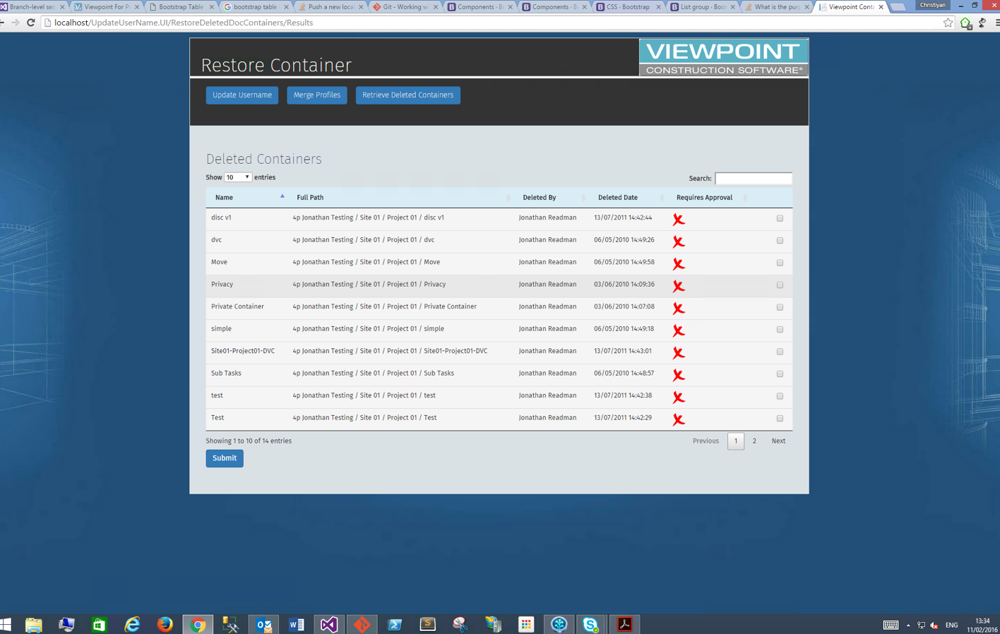 Branch-level sec
Viewpoint For Pr
Bootstrap Table
bootstrap table
Push a new local
Git - Working w
Components · Bo
Components · Bo
CSS · Bootstrap
List group · Boot
What is the purp
Viewpoint Conta
Christiyan
localhost/UpdateUserName.UI/RestoreDeletedDocContainers/Results
Restore Container
VIEWPOINT
CONSTRUCTION SOFTWARE®
Update Username Merge Profiles Retrieve Deleted Containers
Deleted Containers
Show 10 entries Search:
Name Full Path Deleted By Deleted Date Requires Approval
disc v1 4p Jonathan Testing / Site 01 / Project 01 / disc v1 Jonathan Readman 13/07/2011 14:42:44
dvc 4p Jonathan Testing / Site 01 / Project 01 / dvc Jonathan Readman 06/05/2010 14:49:26
Move 4p Jonathan Testing / Site 01 / Project 01 / Move Jonathan Readman 06/05/2010 14:49:58
Privacy 4p Jonathan Testing / Site 01 / Project 01 / Privacy Jonathan Readman 03/06/2010 14:09:36
Private Container 4p Jonathan Testing / Site 01 / Project 01 / Private Container Jonathan Readman 03/06/2010 14:07:08
simple 4p Jonathan Testing / Site 01 / Project 01 / simple Jonathan Readman 06/05/2010 14:49:18
Site01-Project01-DVC 4p Jonathan Testing / Site 01 / Project 01 / Site01-Project01-DVC Jonathan Readman 13/07/2011 14:43:01
Sub Tasks 4p Jonathan Testing / Site 01 / Project 01 / Sub Tasks Jonathan Readman 06/05/2010 14:48:57
test 4p Jonathan Testing / Site 01 / Project 01 / test Jonathan Readman 13/07/2011 14:42:38
Test 4p Jonathan Testing / Site 01 / Project 01 / Test Jonathan Readman 13/07/2011 14:42:29
Showing 1 to 10 of 14 entries Previous 1 2 Next
Submit
ENG
13:34
11/02/2016